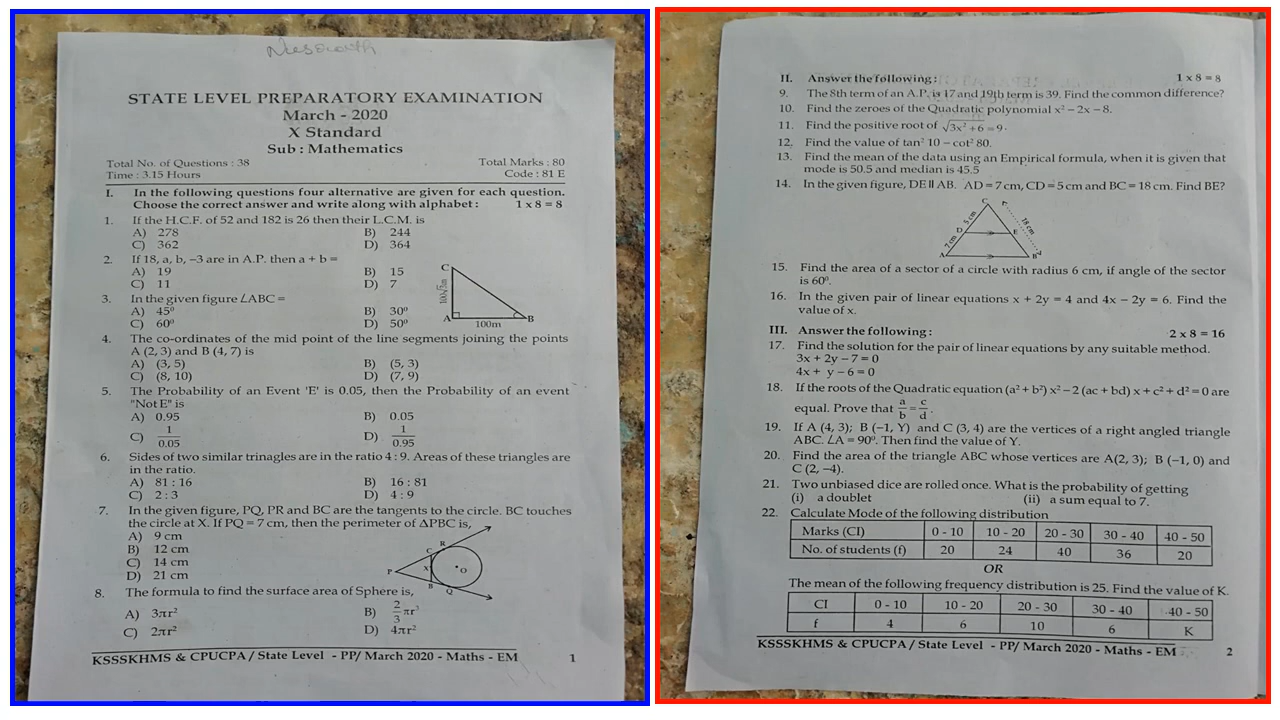 STATE LEVEL PREPARATORY EXAMINATION
March - 2020
X Standard
Sub : Mathematics
Total No. of Questions : 38 Total Marks : 80
Time : 3.15 Hours Code : 81 E
I. In the following questions four alternative are given for each question.
Choose the correct answer and write along with alphabet : 1 x 8 = 8
1. If the H.C.F. of 52 and 182 is 26 then their L.C.M. is
A) 278 B) 244
C) 362 D) 364
2. If 18, a, b, –3 are in A.P. then a + b =
A) 19 B) 15
C) 11 D) 7
3. In the given figure ∠ABC =
A) 45⁰ B) 30⁰
C) 60⁰ D) 50⁰
C
100√3m
A B
100m
4. The co-ordinates of the mid point of the line segments joining the points
A (2, 3) and B (4, 7) is
A) (3, 5) B) (5, 3)
C) (8, 10) D) (7, 9)
5. The Probability of an Event 'E' is 0.05, then the Probability of an event
"Not E" is
A) 0.95 B) 0.05
C) 1/0.05 D) 1/0.95
6. Sides of two similar trinagles are in the ratio 4 : 9. Areas of these triangles are
in the ratio.
A) 81 : 16 B) 16 : 81
C) 2 : 3 D) 4 : 9
7. In the given figure, PQ, PR and BC are the tangents to the circle. BC touches
the circle at X. If PQ = 7 cm, then the perimeter of ΔPBC is,
A) 9 cm
B) 12 cm
C) 14 cm
D) 21 cm
R
C
P X O
B
Q
8. The formula to find the surface area of Sphere is,
A) 3πr² B) 2/3 πr³
C) 2πr² D) 4πr²
KSSSKHMS & CPUCPA / State Level - PP/ March 2020 - Maths - EM 1
II. Answer the following : 1 x 8 = 8
9. The 8th term of an A.P. is 17 and 19th term is 39. Find the common difference?
10. Find the zeroes of the Quadratic polynomial x² – 2x – 8.
11. Find the positive root of √3x² + 6 = 9.
12. Find the value of tan² 10 – cot² 80.
13. Find the mean of the data using an Empirical formula, when it is given that
mode is 50.5 and median is 45.5
14. In the given figure, DE || AB. AD = 7 cm, CD = 5 cm and BC = 18 cm. Find BE?
C
5 cm 18 cm
D E
7 cm
A B
15. Find the area of a sector of a circle with radius 6 cm, if angle of the sector
is 60⁰.
16. In the given pair of linear equations x + 2y = 4 and 4x – 2y = 6. Find the
value of x.
III. Answer the following : 2 x 8 = 16
17. Find the solution for the pair of linear equations by any suitable method.
3x + 2y – 7 = 0
4x + y – 6 = 0
18. If the roots of the Quadratic equation (a² + b²) x² – 2 (ac + bd) x + c² + d² = 0 are
equal. Prove that a/b = c/d.
19. If A (4, 3); B (–1, Y) and C (3, 4) are the vertices of a right angled triangle
ABC. ∠A = 90⁰. Then find the value of Y.
20. Find the area of the triangle ABC whose vertices are A(2, 3); B (–1, 0) and
C (2, –4).
21. Two unbiased dice are rolled once. What is the probability of getting
(i) a doublet (ii) a sum equal to 7.
22. Calculate Mode of the following distribution
Marks (CI) 0 - 10 10 - 20 20 - 30 30 - 40 40 - 50
No. of students (f) 20 24 40 36 20
OR
The mean of the following frequency distribution is 25. Find the value of K.
CI 0 - 10 10 - 20 20 - 30 30 - 40 40 - 50
f 4 6 10 6 K
KSSSKHMS & CPUCPA / State Level - PP/ March 2020 - Maths - EM 2